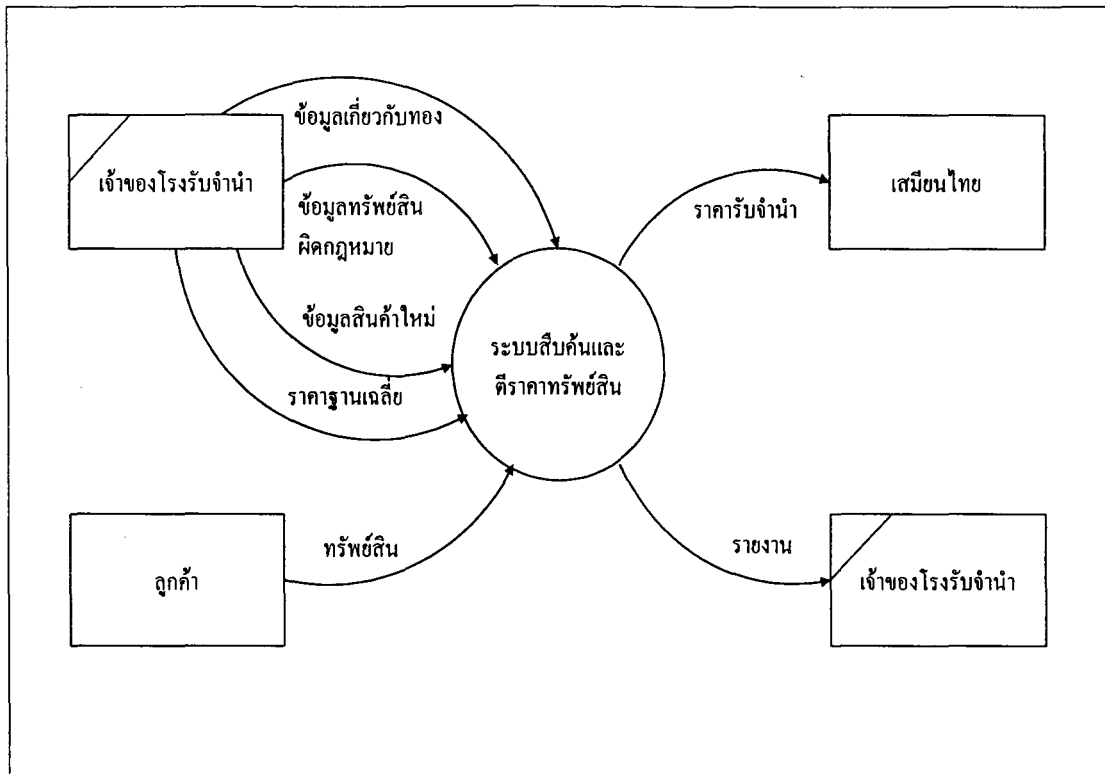 ข้อมูลเกี่ยวกับทอง
เจ้าของโรงรับจำนำ
ข้อมูลทรัพย์สิน
ผิดกฎหมาย
ข้อมูลสินค้าใหม่
ราคาฐานเฉลี่ย
ระบบสืบค้นและ
ตีราคาทรัพย์สิน
ราคารับจำนำ
เสมียนไทย
ลูกค้า
ทรัพย์สิน
รายงาน
เจ้าของโรงรับจำนำ